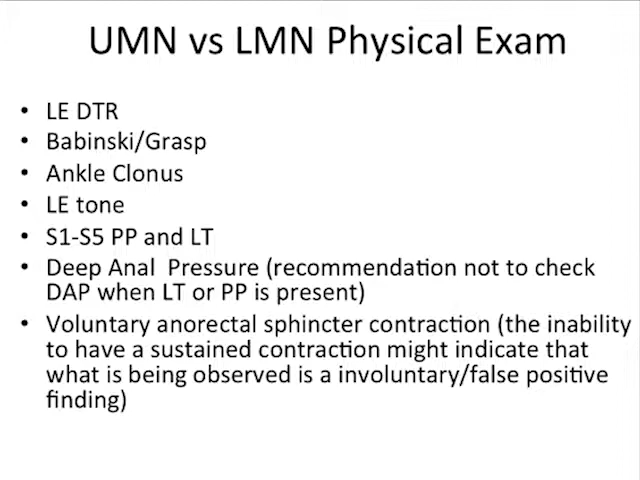 UMN vs LMN Physical Exam
• LE DTR
• Babinski/Grasp
• Ankle Clonus
• LE tone
• S1-S5 PP and LT
• Deep Anal  Pressure (recommendation not to check
DAP when LT or PP is present)
• Voluntary anorectal sphincter contraction (the inability
to have a sustained contraction might indicate that
what is being observed is a involuntary/false positive
finding)